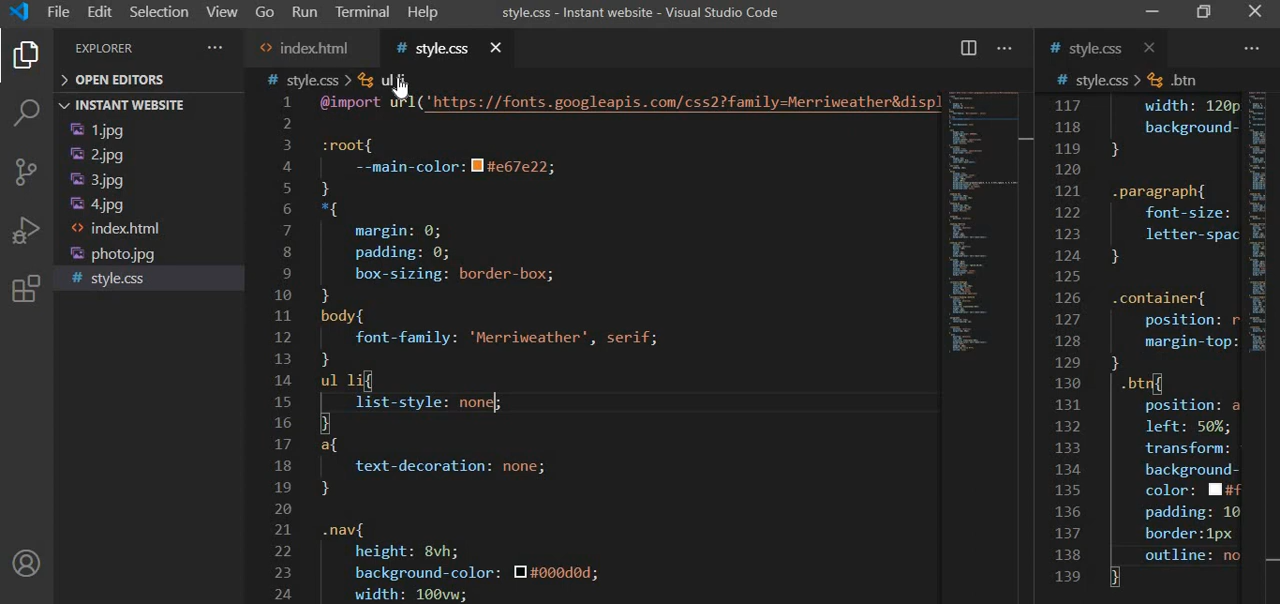 File Edit Selection View Go Run Terminal Help style.css - Instant website - Visual Studio Code
EXPLORER
OPEN EDITORS
INSTANT WEBSITE
1.jpg
2.jpg
3.jpg
4.jpg
index.html
photo.jpg
style.css
index.html style.css
style.css ul li
1 @import url('https://fonts.googleapis.com/css2?family=Merriweather&displ
2
3 :root{
4 --main-color: #e67e22;
5 }
6 *{
7 margin: 0;
8 padding: 0;
9 box-sizing: border-box;
10 }
11 body{
12 font-family: 'Merriweather', serif;
13 }
14 ul li{
15 list-style: none;
16 }
17 a{
18 text-decoration: none;
19 }
20
21 .nav{
22 height: 8vh;
23 background-color: #000d0d;
24 width: 100vw;
style.css
style.css .btn
117 width: 120p
118 background-
119 }
120
121 .paragraph{
122 font-size:
123 letter-spac
124 }
125
126 .container{
127 position: r
128 margin-top:
129 }
130 .btn{
131 position: a
132 left: 50%;
133 transform:
134 background-
135 color: #f
136 padding: 10
137 border:1px
138 outline: no
139 }